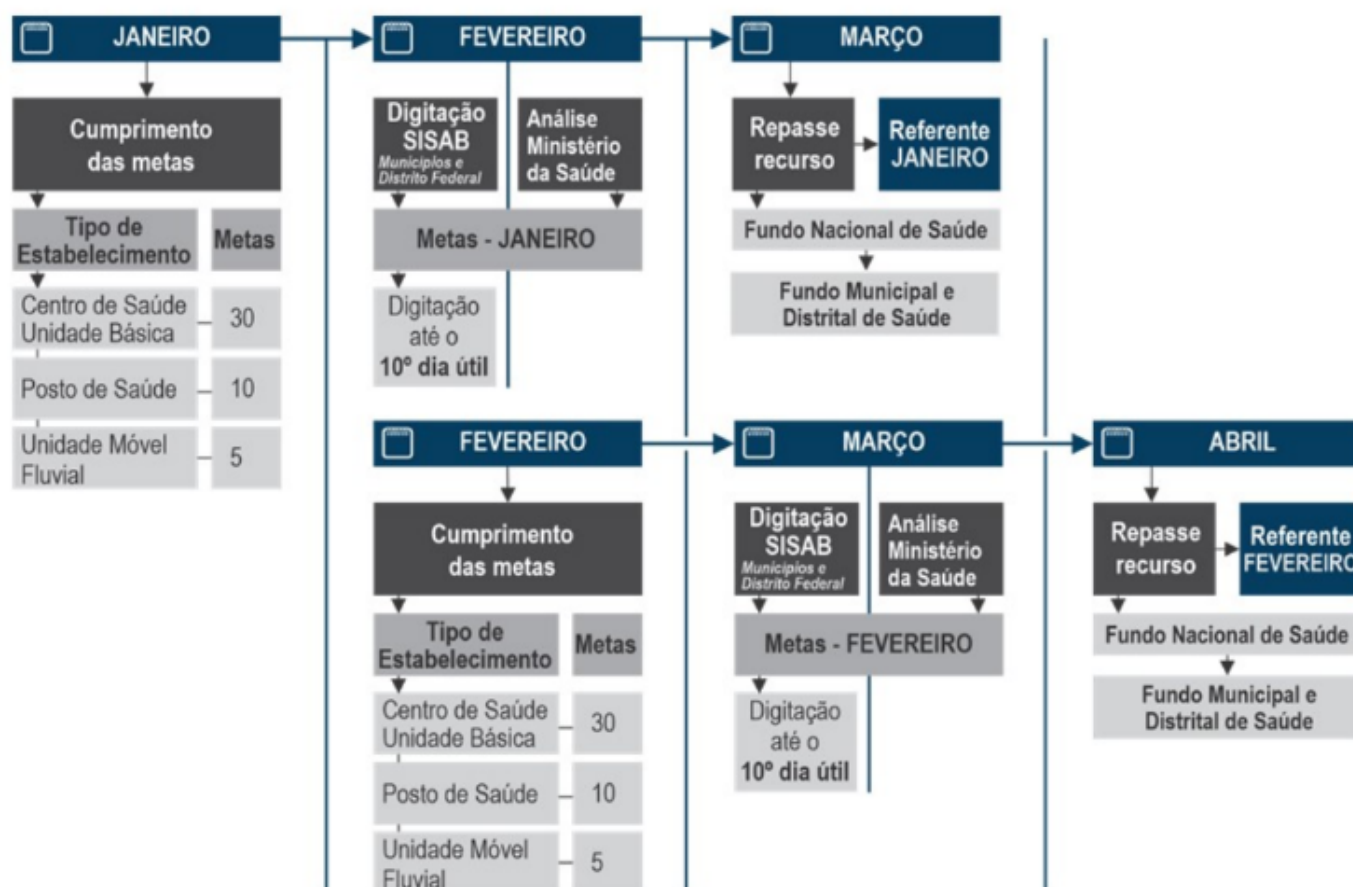 JANEIRO
Cumprimento
das metas
Tipo de
Estabelecimento
Metas
Centro de Saúde
Unidade Básica
30
Posto de Saúde
10
Unidade Móvel
Fluvial
5
FEVEREIRO
Digitação
SISAB
Municípios e
Distrito Federal
Análise
Ministério
da Saúde
Metas - JANEIRO
Digitação
até o
10º dia útil
MARÇO
Repasse
recurso
Referente
JANEIRO
Fundo Nacional de Saúde
Fundo Municipal e
Distrital de Saúde
FEVEREIRO
Cumprimento
das metas
Tipo de
Estabelecimento
Metas
Centro de Saúde
Unidade Básica
30
Posto de Saúde
10
Unidade Móvel
Fluvial
5
MARÇO
Digitação
SISAB
Municípios e
Distrito Federal
Análise
Ministério
da Saúde
Metas - FEVEREIRO
Digitação
até o
10º dia útil
ABRIL
Repasse
recurso
Referente
FEVEREIRO
Fundo Nacional de Saúde
Fundo Municipal e
Distrital de Saúde